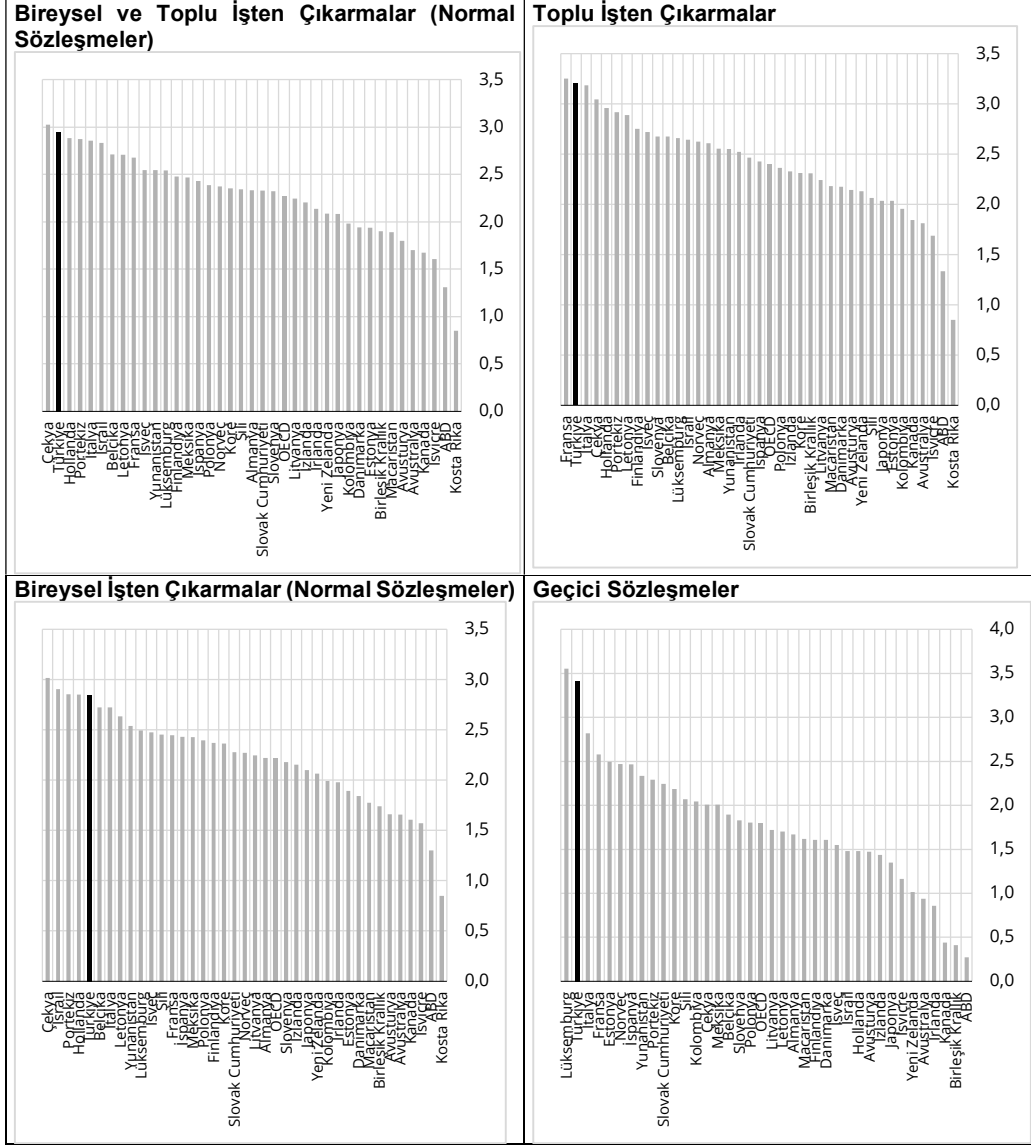 Bireysel ve Toplu İşten Çıkarmalar (Normal
Sözleşmeler)
3,5
3,0
2,5
2,0
1,5
1,0
0,5
0,0
Çekya
Türkiye
Hollanda
Portekiz
İtalya
İsrail
Belçika
Letonya
Fransa
İsveç
Yunanistan
Lüksemburg
Finlandiya
Meksika
İspanya
Polonya
Norveç
Kore
Şili
Almanya
Slovak Cumhuriyeti
Slovenya
OECD
Litvanya
İzlanda
İrlanda
Yeni Zelanda
Japonya
Kolombiya
Danimarka
Estonya
Birleşik Krallık
Macaristan
Avusturya
Avustralya
Kanada
İsviçre
ABD
Kosta Rika
Toplu İşten Çıkarmalar
3,5
3,0
2,5
2,0
1,5
1,0
0,5
0,0
Fransa
Türkiye
İtalya
Çekya
Hollanda
Portekiz
Letonya
Finlandiya
İsveç
Slovenya
Belçika
Lüksemburg
İsrail
Norveç
Almanya
Meksika
Yunanistan
İrlanda
Slovak Cumhuriyeti
İspanya
OECD
Polonya
İzlanda
Kore
Birleşik Krallık
Litvanya
Macaristan
Danimarka
Avusturya
Yeni Zelanda
Şili
Japonya
Estonya
Kolombiya
Kanada
Avustralya
İsviçre
ABD
Kosta Rika
Bireysel İşten Çıkarmalar (Normal Sözleşmeler)
3,5
3,0
2,5
2,0
1,5
1,0
0,5
0,0
Çekya
İsrail
Portekiz
Hollanda
Türkiye
Belçika
İtalya
Letonya
Yunanistan
Lüksemburg
İsveç
Şili
Fransa
İspanya
Meksika
Polonya
Finlandiya
Kore
Slovak Cumhuriyeti
Norveç
Litvanya
Almanya
OECD
Slovenya
İzlanda
Japonya
Yeni Zelanda
Kolombiya
İrlanda
Estonya
Danimarka
Macaristan
Birleşik Krallık
Avusturya
Avustralya
Kanada
İsviçre
ABD
Kosta Rika
Geçici Sözleşmeler
4,0
3,5
3,0
2,5
2,0
1,5
1,0
0,5
0,0
Lüksemburg
Türkiye
İtalya
Fransa
Estonya
Norveç
İspanya
Yunanistan
Portekiz
Slovak Cumhuriyeti
Kore
Şili
Kolombiya
Çekya
Meksika
Belçika
Slovenya
Polonya
OECD
Litvanya
Letonya
Almanya
Macaristan
Finlandiya
Danimarka
İsveç
İsrail
Hollanda
Avusturya
İzlanda
Japonya
İsviçre
Yeni Zelanda
Avustralya
İrlanda
Kanada
Birleşik Krallık
ABD